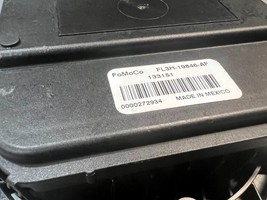 FoMoCo FL3H-19846-AF
133151
0000272934 MADE IN MEXICO